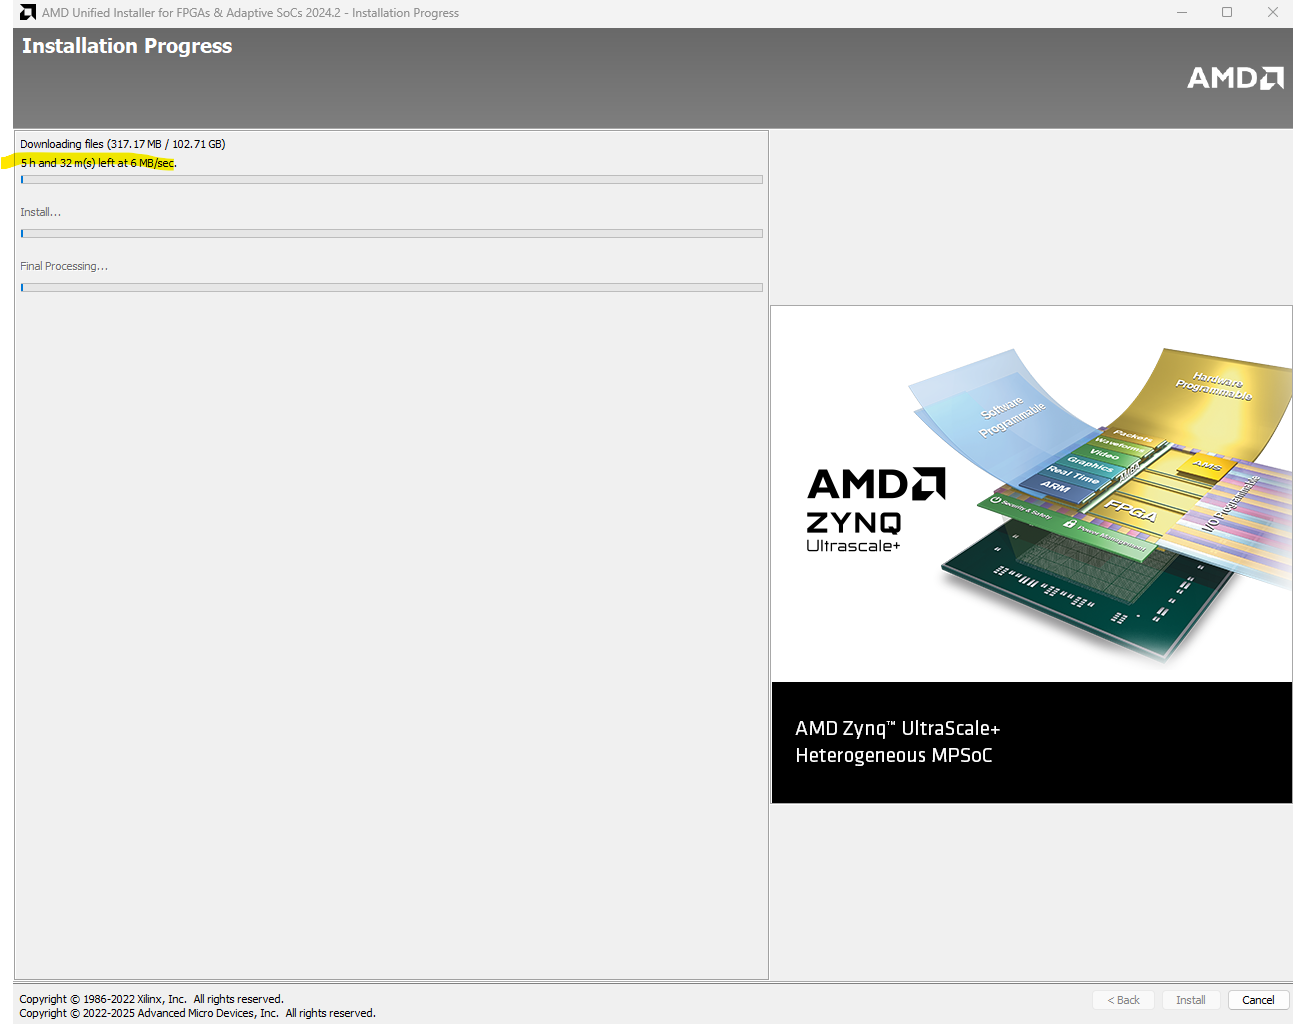 AMD Unified Installer for FPGAs & Adaptive SoCs 2024.2 - Installation Progress
Installation Progress
AMD
Downloading files (317.17 MB / 102.71 GB)
5 h and 32 m(s) left at 6 MB/sec.
Install...
Final Processing...
Software
Programmable
Hardware
Programmable
Packets
Waveforms
Video
Graphics
Real Time
ARM
AMBA
AMS
FPGA
I/O Programmable
Security & Safety
Power Management
AMD
ZYNQ
Ultrascale+
AMD Zynq™ UltraScale+
Heterogeneous MPSoC
Copyright © 1986-2022 Xilinx, Inc.  All rights reserved.
Copyright © 2022-2025 Advanced Micro Devices, Inc.  All rights reserved.
< Back
Install
Cancel